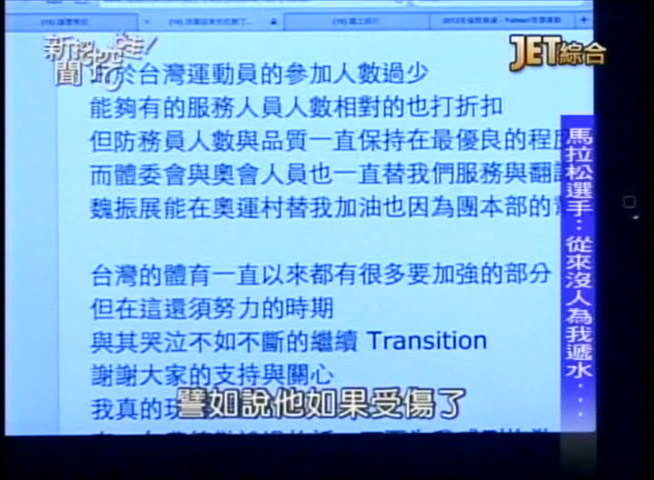 新聞挖挖哇!
JET綜合
於台灣運動員的參加人數過少
能夠有的服務人員人數相對的也打折扣
但防務員人數與品質一直保持在最優良的程度
而體委會與奧會人員也一直替我們服務與翻譯
魏振展能在奧運村替我加油也因為團本部的幫
台灣的體育一直以來都有很多要加強的部分
但在這還須努力的時期
與其哭泣不如不斷的繼續 Transition
謝謝大家的支持與關心
我真的
馬拉松選手:從來沒人為我遞水...
譬如說他如果受傷了